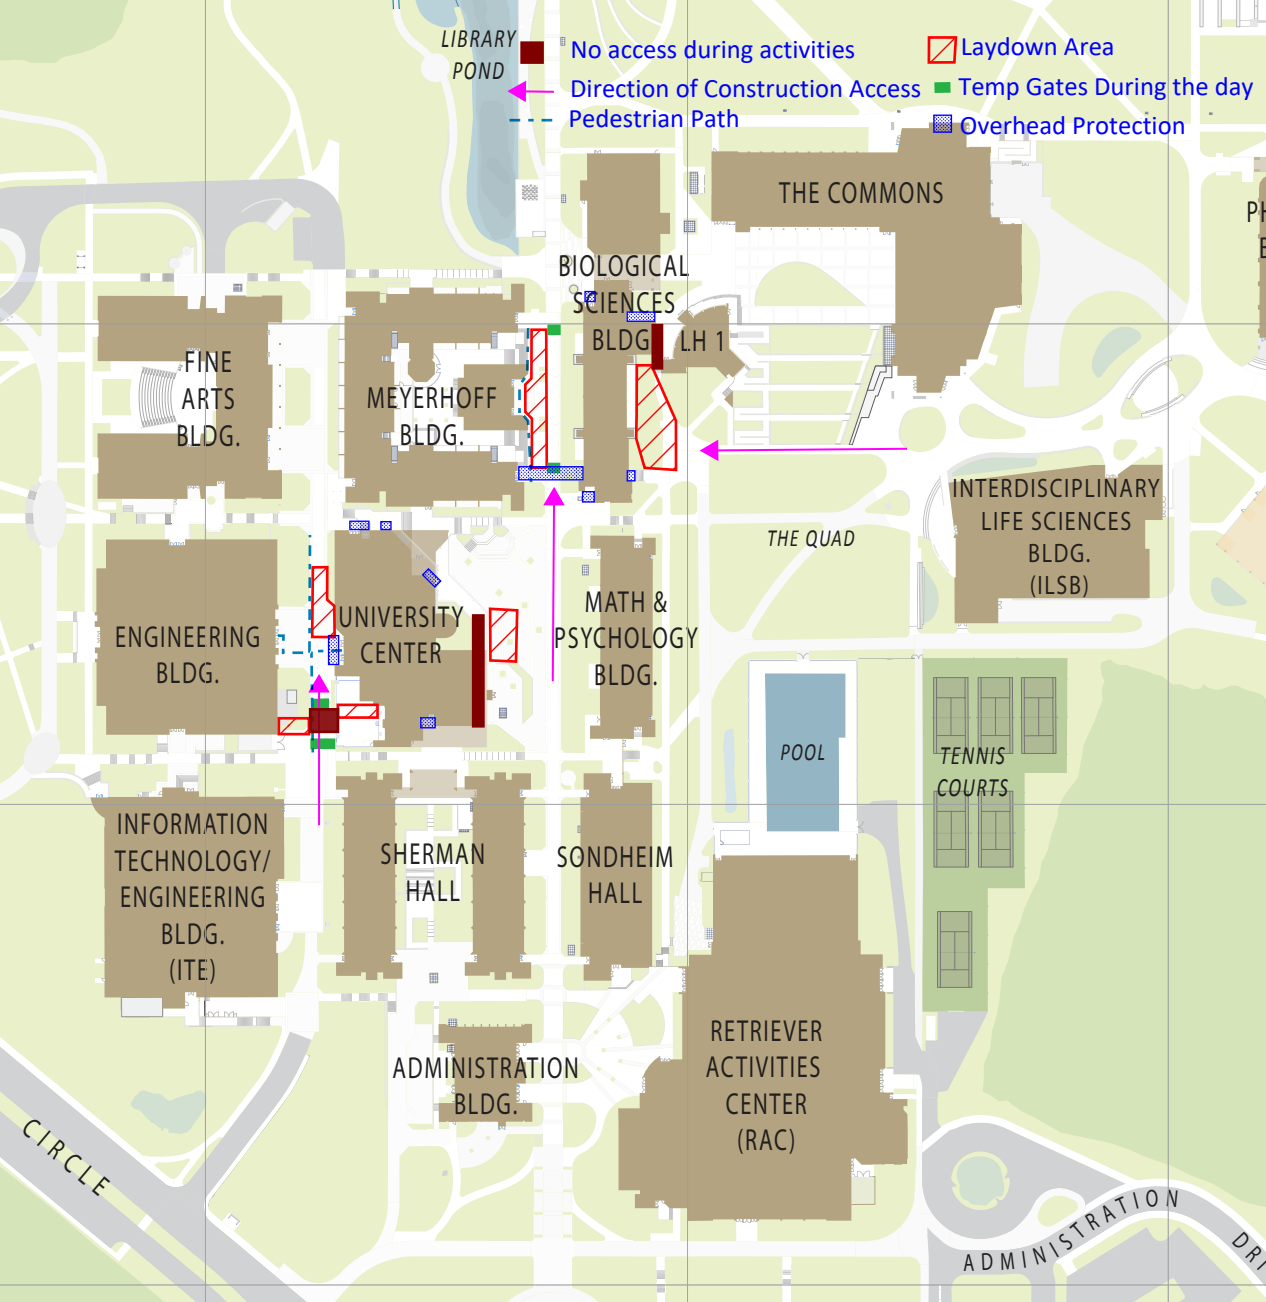 LIBRARY
POND
No access during activities
Direction of Construction Access
Pedestrian Path
Laydown Area
Temp Gates During the day
Overhead Protection
THE COMMONS
PH
BIOLOGICAL
SCIENCES
BLDG
LH 1
FINE
ARTS
BLDG.
MEYERHOFF
BLDG.
INTERDISCIPLINARY
LIFE SCIENCES
BLDG.
(ILSB)
THE QUAD
ENGINEERING
BLDG.
UNIVERSITY
CENTER
MATH &
PSYCHOLOGY
BLDG.
POOL
TENNIS
COURTS
INFORMATION
TECHNOLOGY/
ENGINEERING
BLDG.
(ITE)
SHERMAN
HALL
SONDHEIM
HALL
RETRIEVER
ACTIVITIES
CENTER
(RAC)
ADMINISTRATION
BLDG.
CIRCLE
ADMINISTRATION DRI